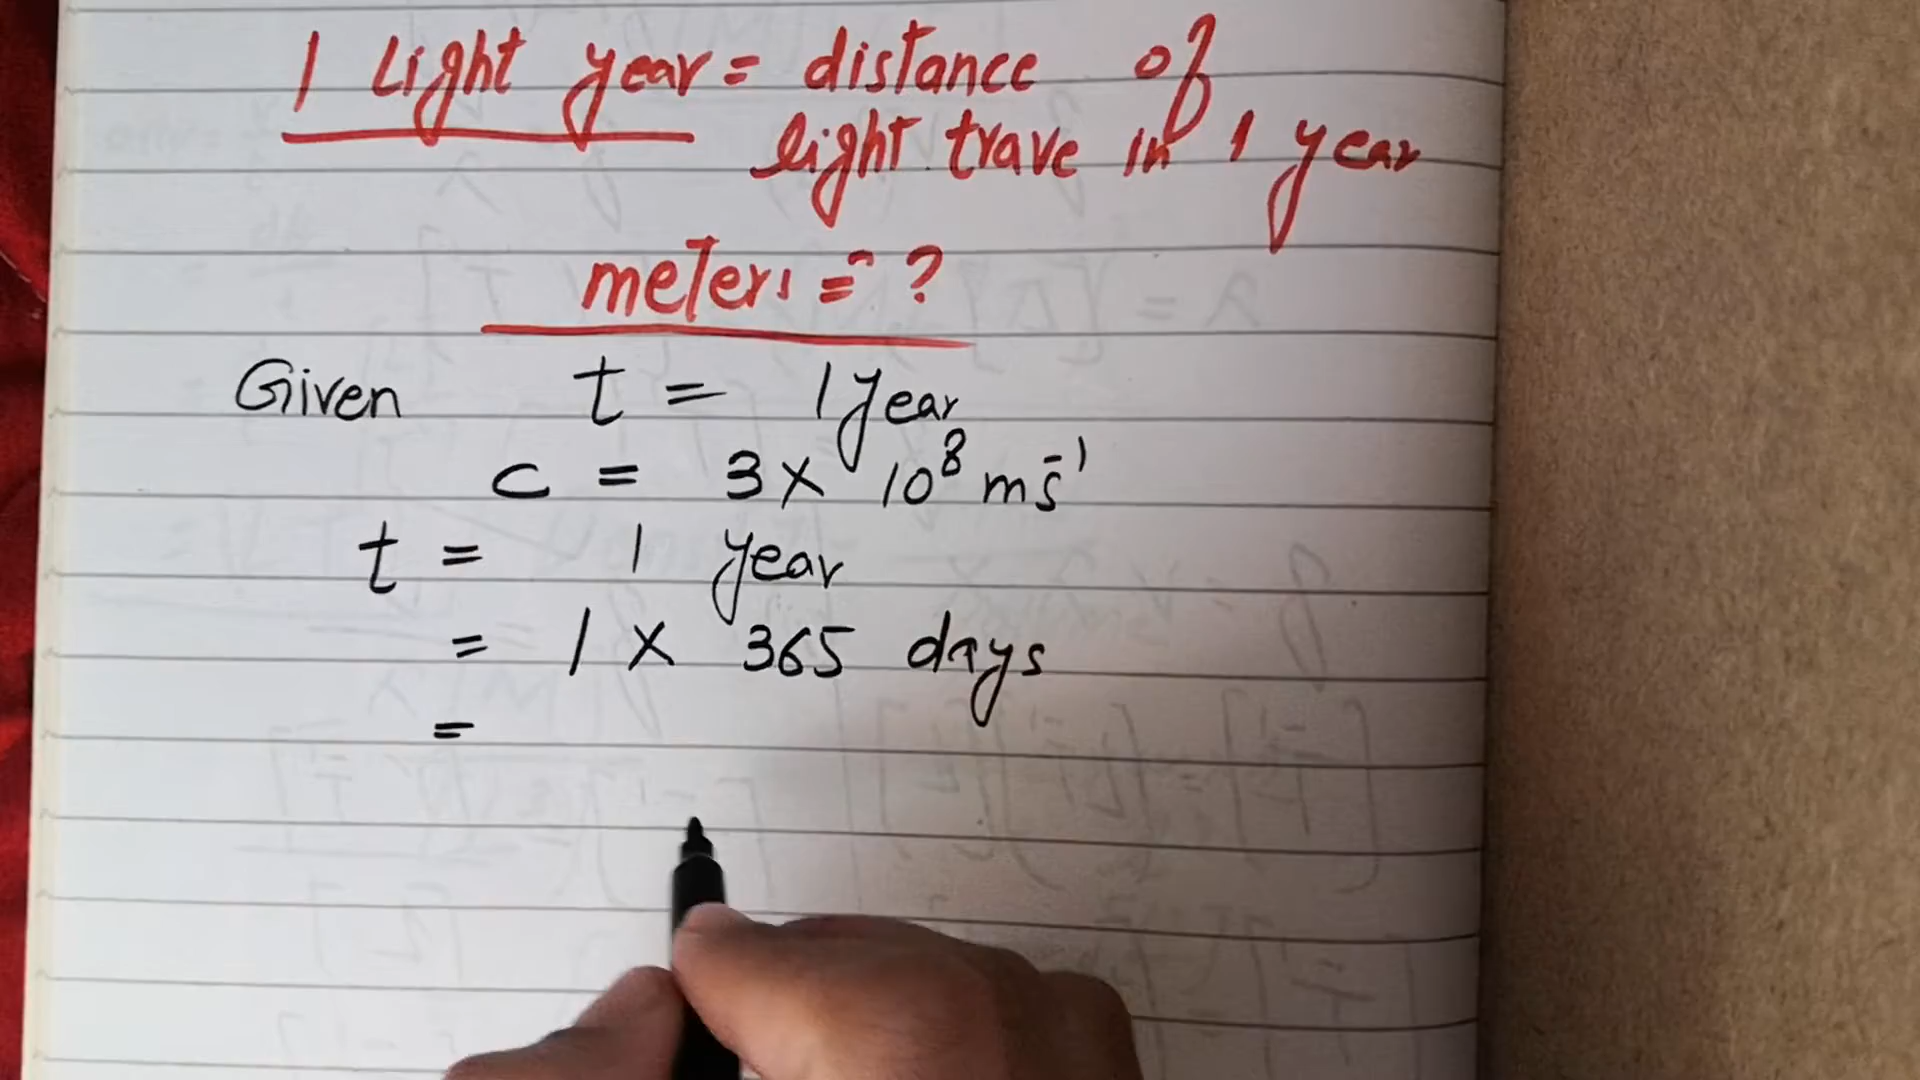 1 Light year = distance of
light trave in 1 year
meters = ?
Given t = 1 year
c = 3 × 10⁸ ms⁻¹
t = 1 year
= 1 × 365 days
=